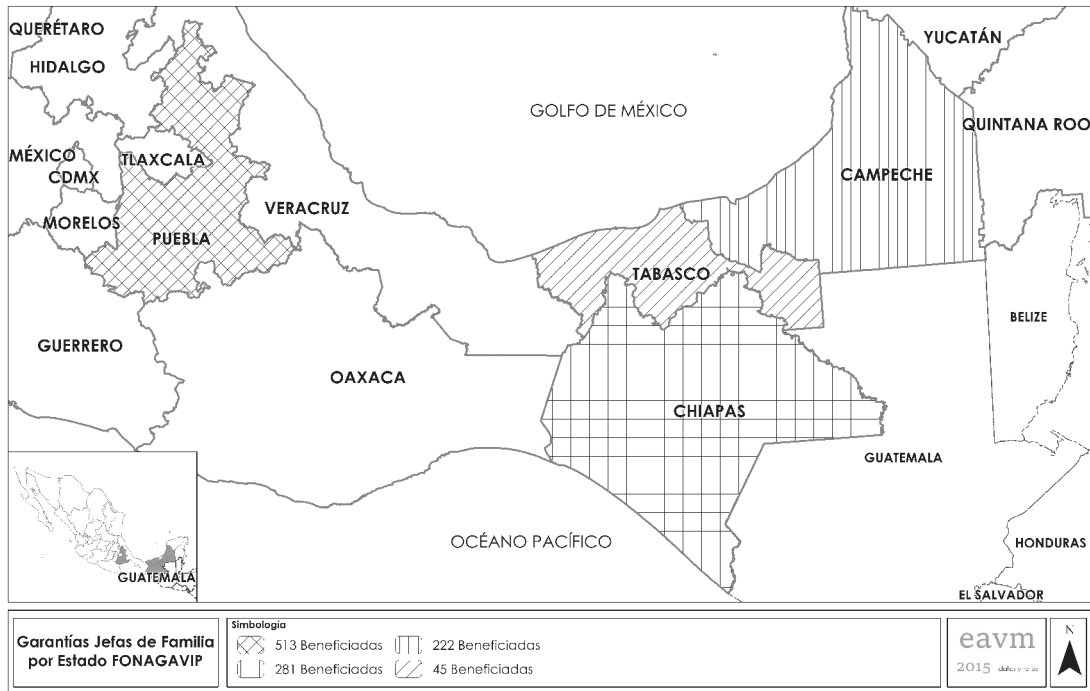 QUERÉTARO
YUCATÁN
HIDALGO
GOLFO DE MÉXICO
QUINTANA ROO
MÉXICO
TLAXCALA
CDMX
CAMPECHE
VERACRUZ
MORELOS
PUEBLA
TABASCO
BELIZE
GUERRERO
OAXACA
CHIAPAS
GUATEMALA
OCÉANO PACÍFICO
HONDURAS
GUATEMALA
EL SALVADOR
Garantías Jefas de Familia
por Estado FONAGAVIP
Simbología
513 Beneficiadas
222 Beneficiadas
281 Beneficiadas
45 Beneficiadas
eavm
2015
N